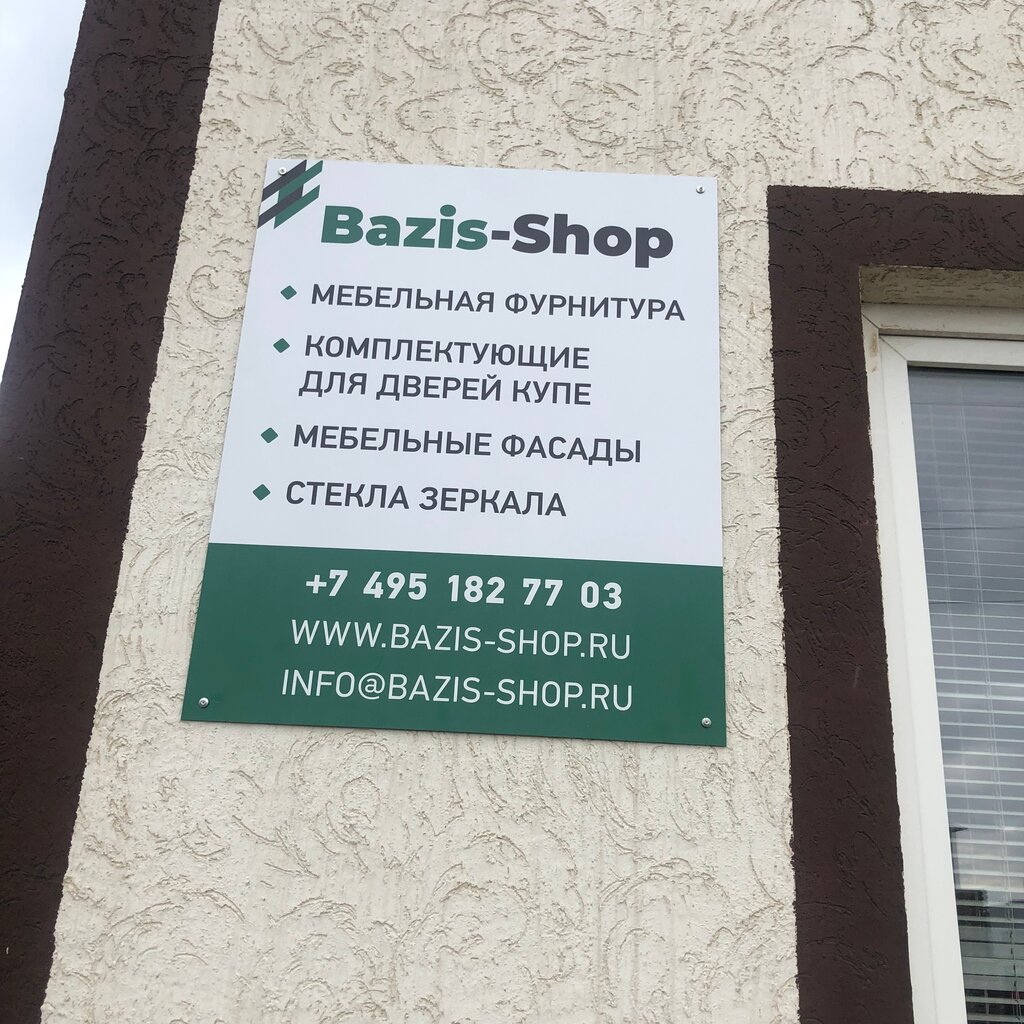 Bazis-Shop
МЕБЕЛЬНАЯ ФУРНИТУРА
КОМПЛЕКТУЮЩИЕ
ДЛЯ ДВЕРЕЙ КУПЕ
МЕБЕЛЬНЫЕ ФАСАДЫ
СТЕКЛА ЗЕРКАЛА
+7 495 182 77 03
WWW.BAZIS-SHOP.RU
INFO@BAZIS-SHOP.RU